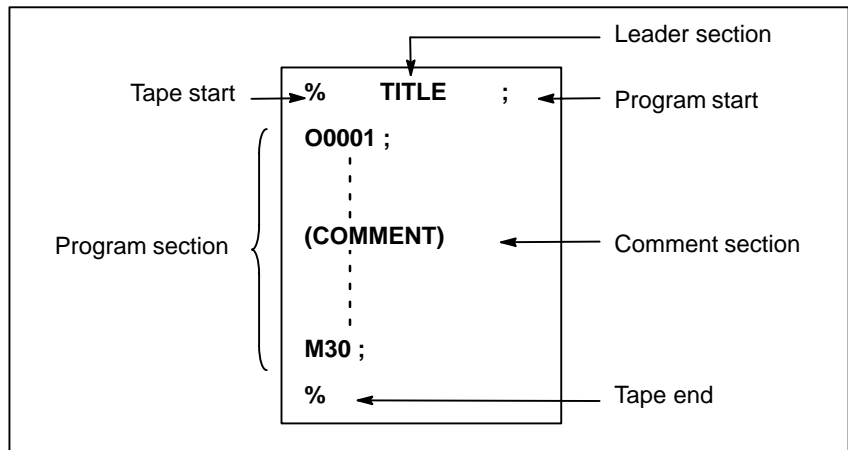 Leader section
Tape start % TITLE ; Program start
O0001 ;
Program section (COMMENT) Comment section
M30 ;
% Tape end